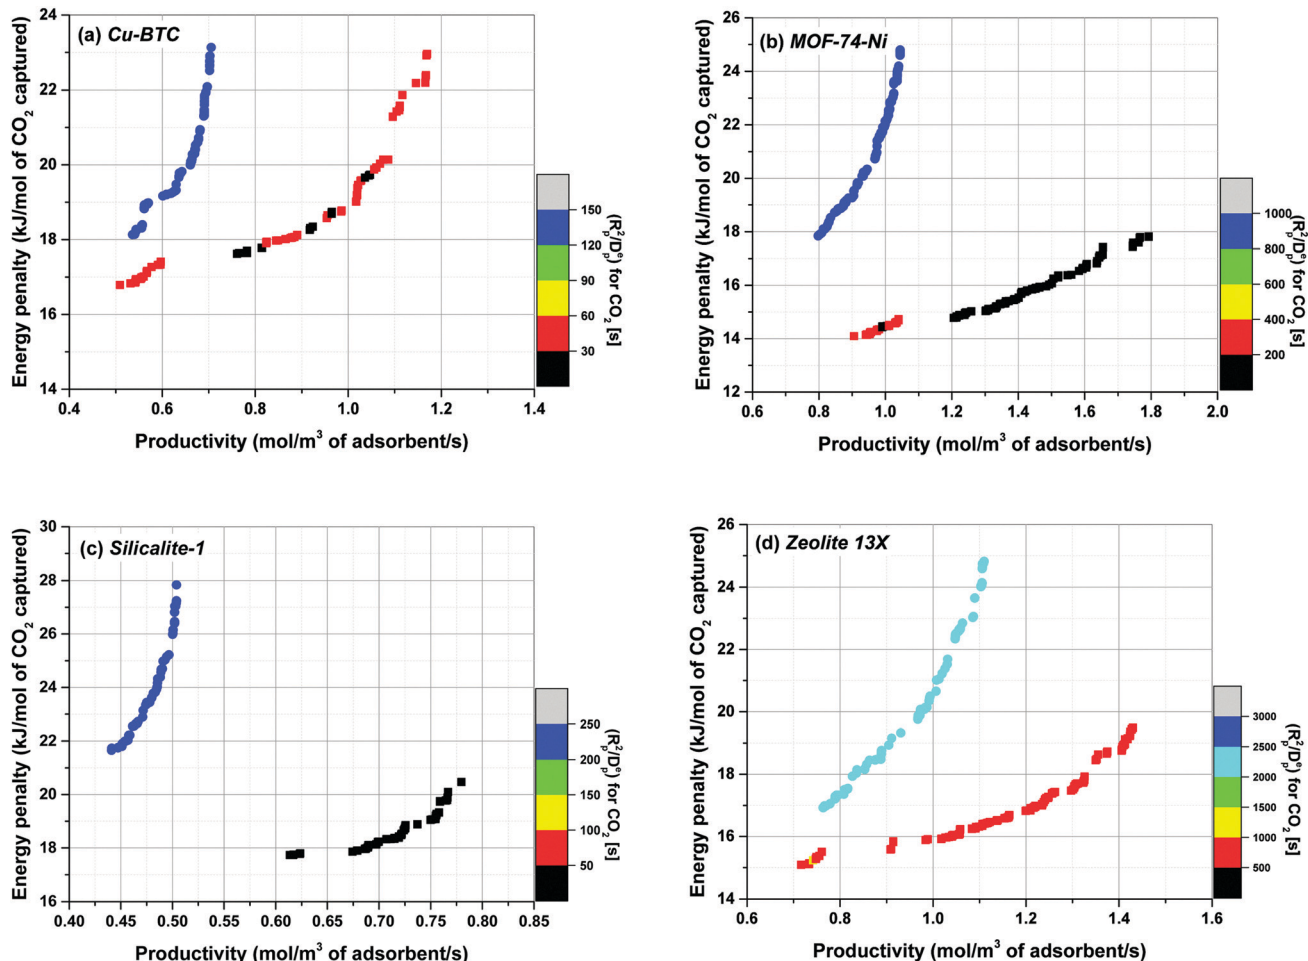 (a) Cu-BTC
Energy penalty (kJ/mol of CO₂ captured)
24
22
20
18
16
14
0.4 0.6 0.8 1.0 1.2 1.4
Productivity (mol/m³ of adsorbent/s)
150
120
90
60
30
(R²ₚ/Dᵉₚ) for CO₂ [s]
(b) MOF-74-Ni
Energy penalty (kJ/mol of CO₂ captured)
26
24
22
20
18
16
14
12
0.6 0.8 1.0 1.2 1.4 1.6 1.8 2.0
Productivity (mol/m³ of adsorbent/s)
1000
800
600
400
200
(R²ₚ/Dᵉₚ) for CO₂ [s]
(c) Silicalite-1
Energy penalty (kJ/mol of CO₂ captured)
30
28
26
24
22
20
18
16
0.40 0.45 0.50 0.55 0.60 0.65 0.70 0.75 0.80 0.85
Productivity (mol/m³ of adsorbent/s)
250
200
150
100
50
(R²ₚ/Dᵉₚ) for CO₂ [s]
(d) Zeolite 13X
Energy penalty (kJ/mol of CO₂ captured)
26
24
22
20
18
16
14
0.6 0.8 1.0 1.2 1.4 1.6
Productivity (mol/m³ of adsorbent/s)
3000
2500
2000
1500
1000
500
(R²ₚ/Dᵉₚ) for CO₂ [s]